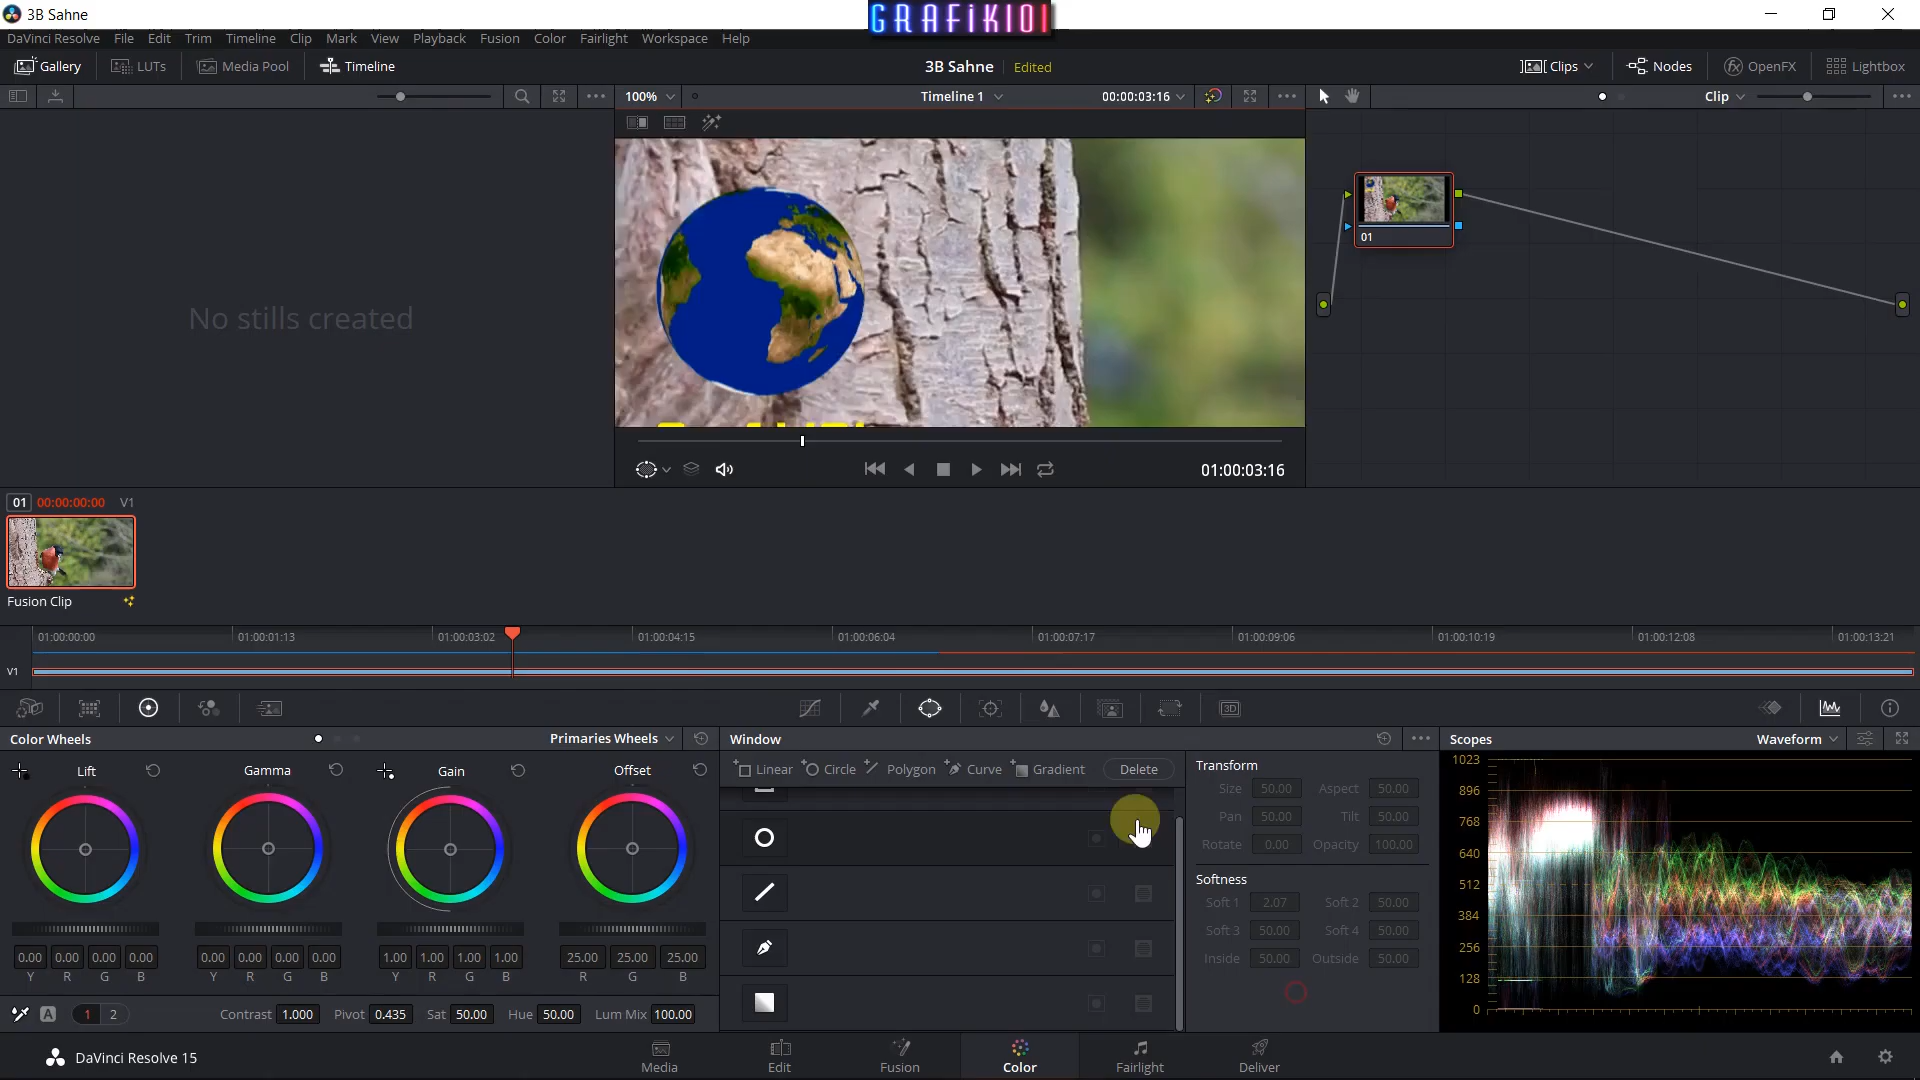 3B Sahne
GRAFiK101
DaVinci Resolve File Edit Trim Timeline Clip Mark View Playback Fusion Color Fairlight Workspace Help
Gallery LUTs Media Pool Timeline 3B Sahne Edited Clips Nodes OpenFX Lightbox
100% Timeline 1 00:00:03:16 Clip
No stills created
01
01:00:03:16
01 00:00:00:00 V1
Fusion Clip
01:00:00:00 01:00:01:13 01:00:03:02 01:00:04:15 01:00:06:04 01:00:07:17 01:00:09:06 01:00:10:19 01:00:12:08 01:00:13:21
V1
3D
Color Wheels Primaries Wheels Window Scopes Waveform
Lift Gamma Gain Offset
Linear Circle Polygon Curve Gradient Delete
Transform
Size 50.00 Aspect 50.00
Pan 50.00 Tilt 50.00
Rotate 0.00 Opacity 100.00
Softness
Soft 1 2.07 Soft 2 50.00
Soft 3 50.00 Soft 4 50.00
Inside 50.00 Outside 50.00
1023
896
768
640
512
384
256
128
0
0.00 0.00 0.00 0.00 0.00 0.00 0.00 0.00 1.00 1.00 1.00 1.00 25.00 25.00 25.00
Y R G B Y R G B Y R G B R G B
A 1 2 Contrast 1.000 Pivot 0.435 Sat 50.00 Hue 50.00 Lum Mix 100.00
DaVinci Resolve 15
Media Edit Fusion Color Fairlight Deliver